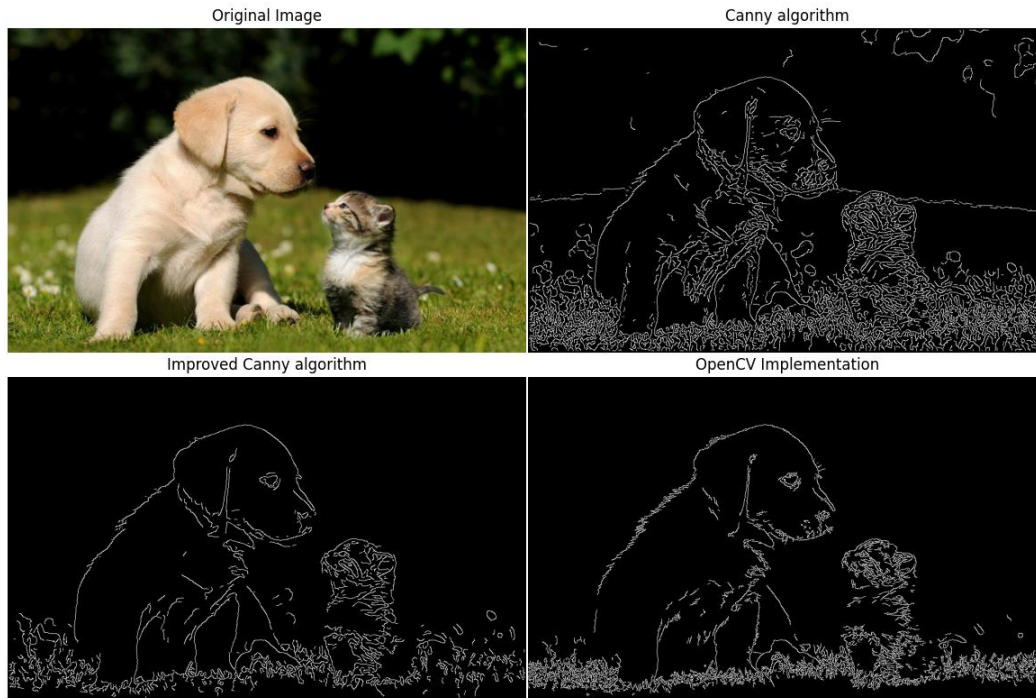 Original Image
Canny algorithm
Improved Canny algorithm
OpenCV Implementation